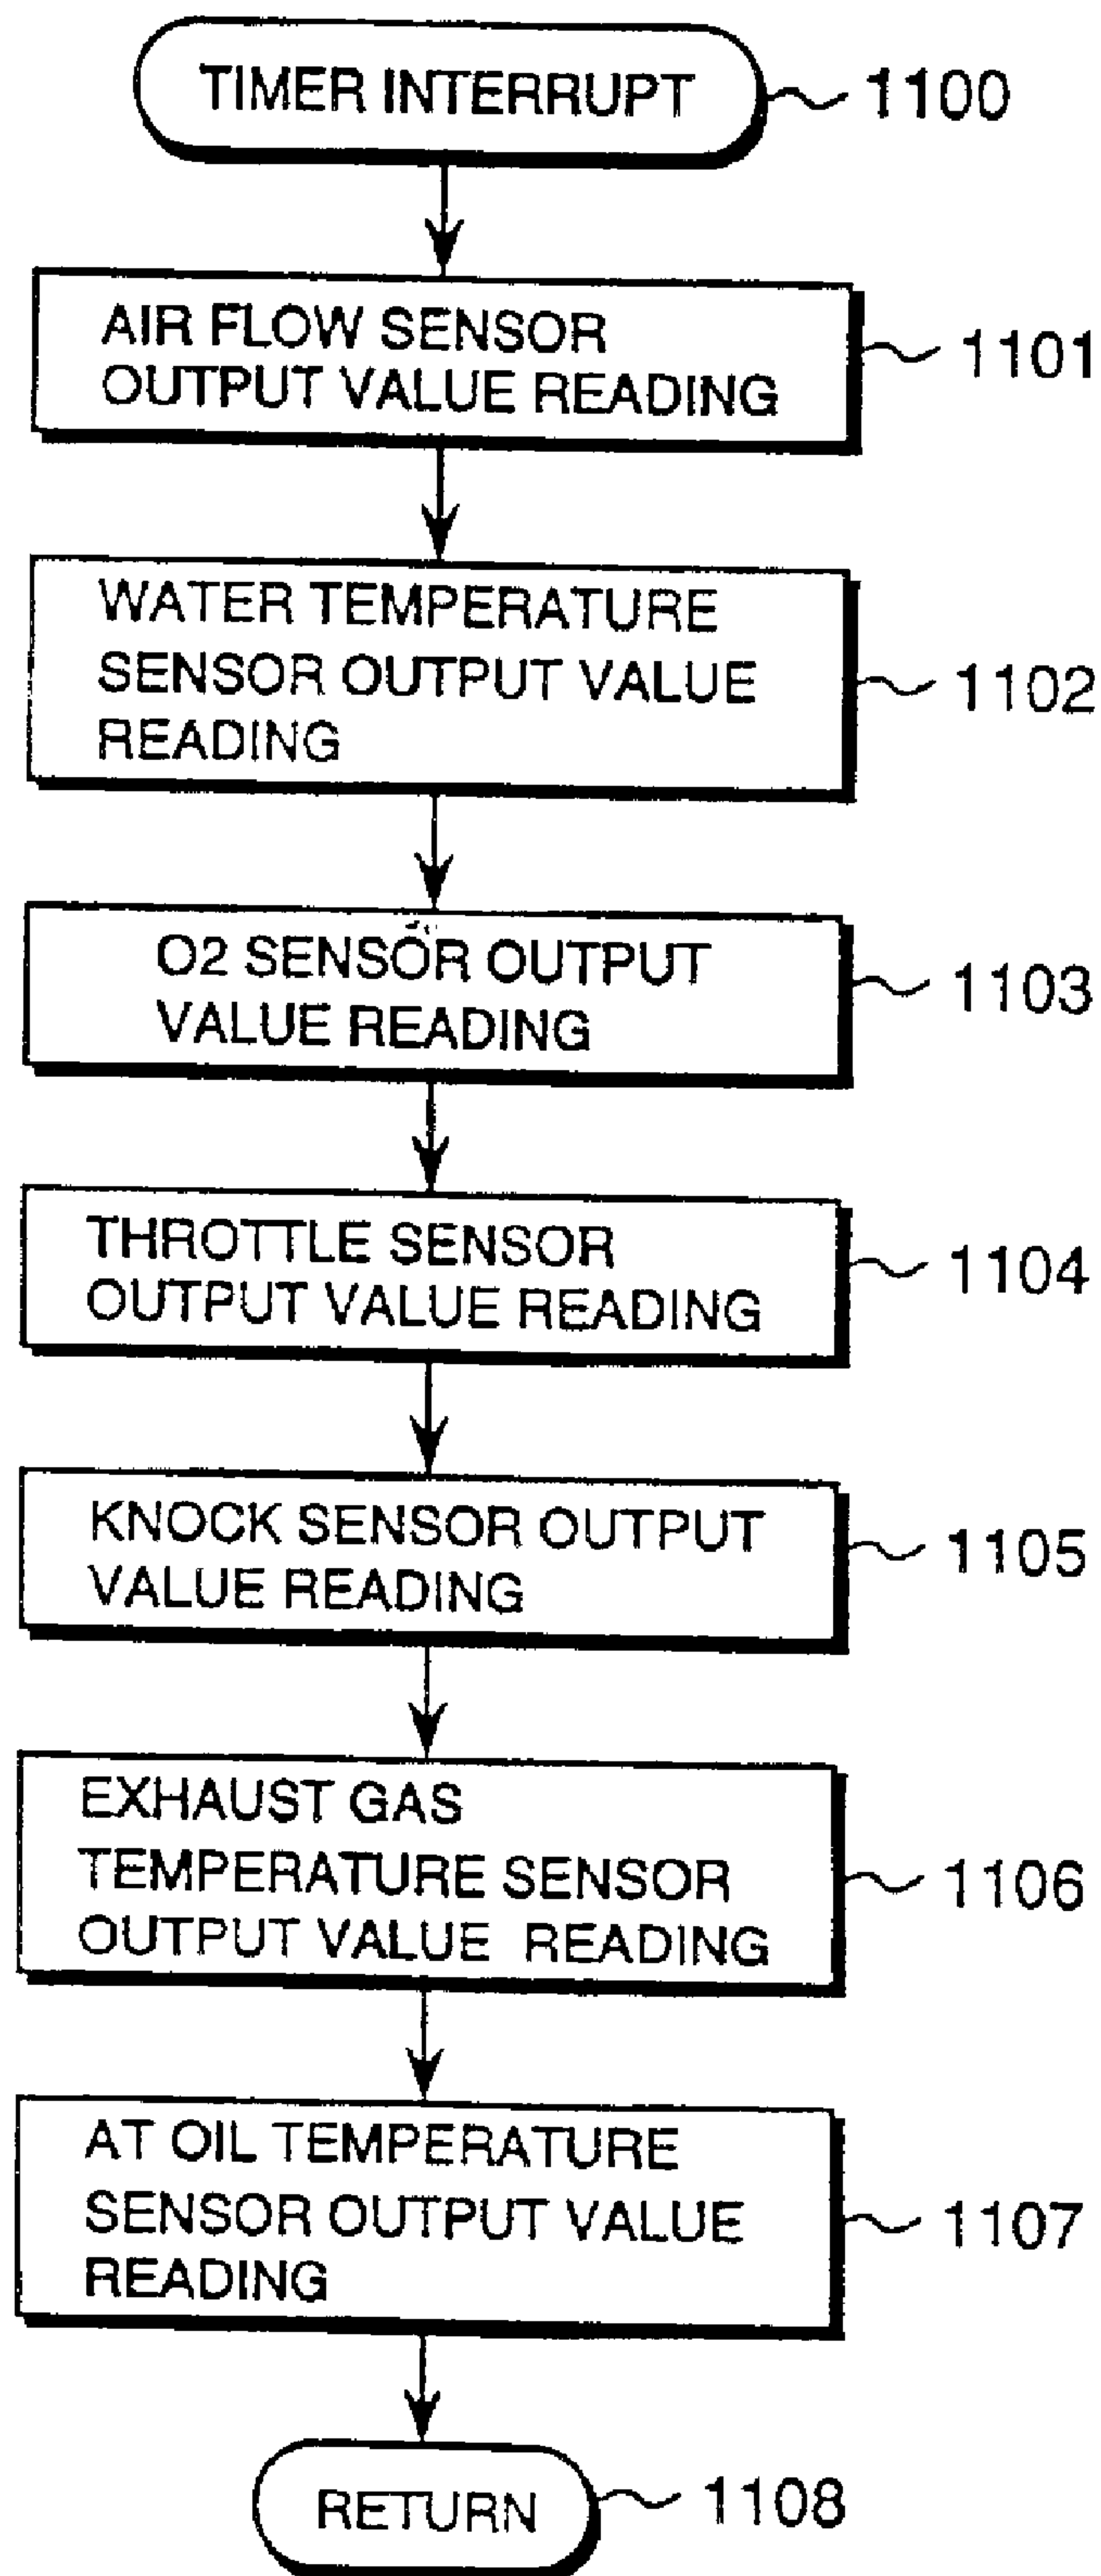 TIMER INTERRUPT
1100
AIR FLOW SENSOR
OUTPUT VALUE READING
1101
WATER TEMPERATURE
SENSOR OUTPUT VALUE
READING
1102
O2 SENSOR OUTPUT
VALUE READING
1103
THROTTLE SENSOR
OUTPUT VALUE READING
1104
KNOCK SENSOR OUTPUT
VALUE READING
1105
EXHAUST GAS
TEMPERATURE SENSOR
OUTPUT VALUE READING
1106
AT OIL TEMPERATURE
SENSOR OUTPUT VALUE
READING
1107
RETURN
1108